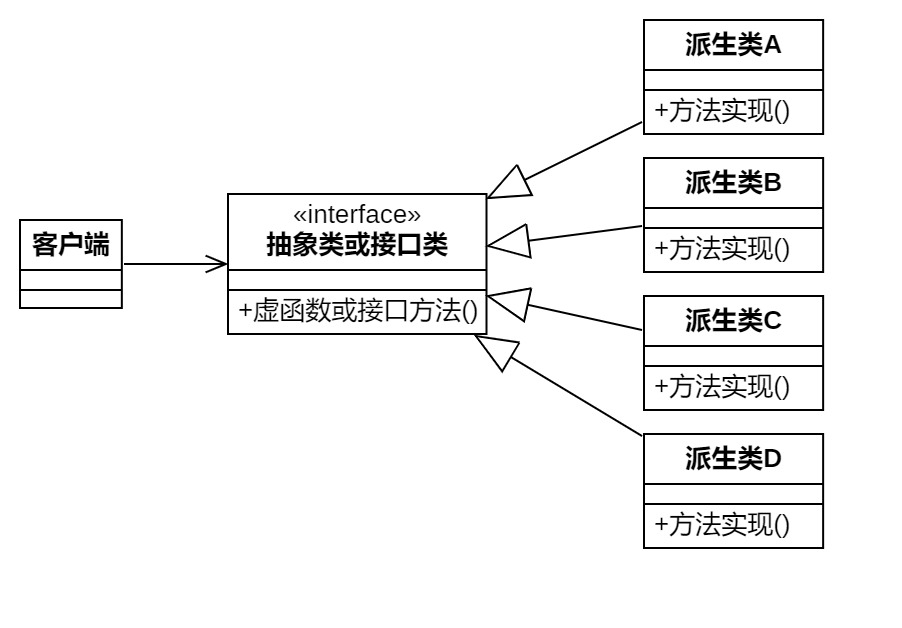 客户端
«interface»
抽象类或接口类
+虚函数或接口方法()
派生类A
+方法实现()
派生类B
+方法实现()
派生类C
+方法实现()
派生类D
+方法实现()